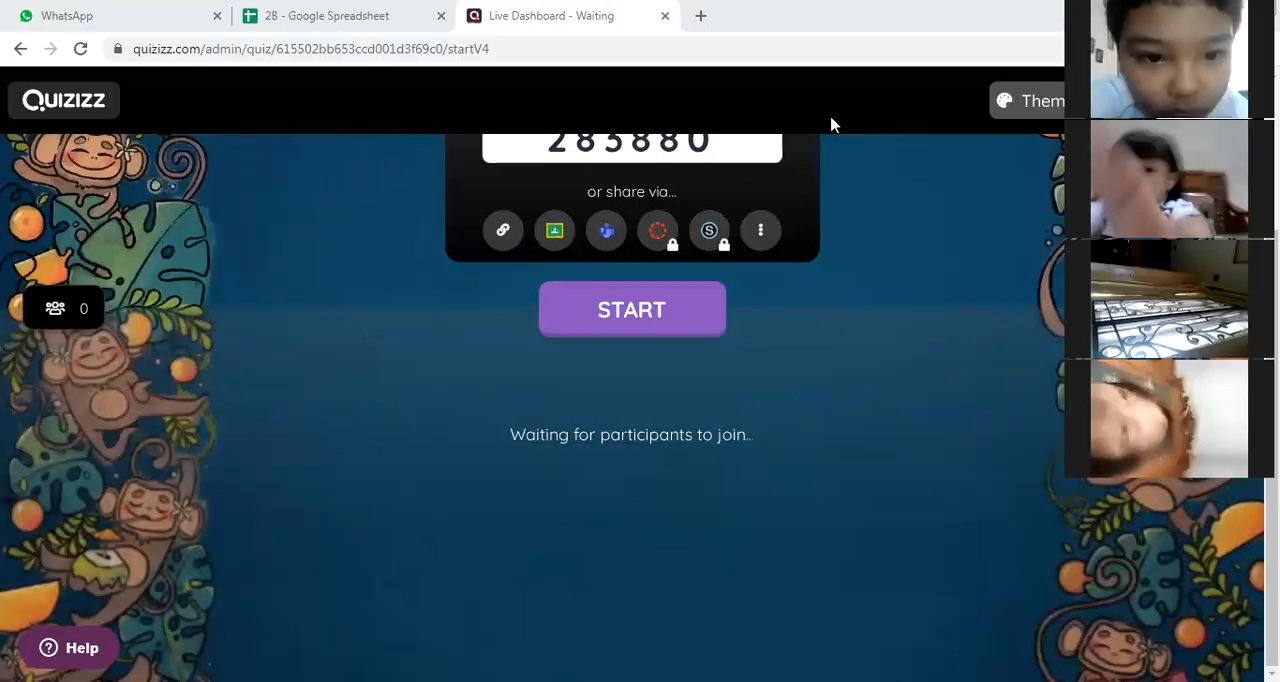 WhatsApp
2B - Google Spreadsheet
Live Dashboard - Waiting
quizizz.com/admin/quiz/615502bb653ccd001d3f69c0/startV4
QUIZIZZ
Them
or share via...
START
0
Waiting for participants to join...
Help